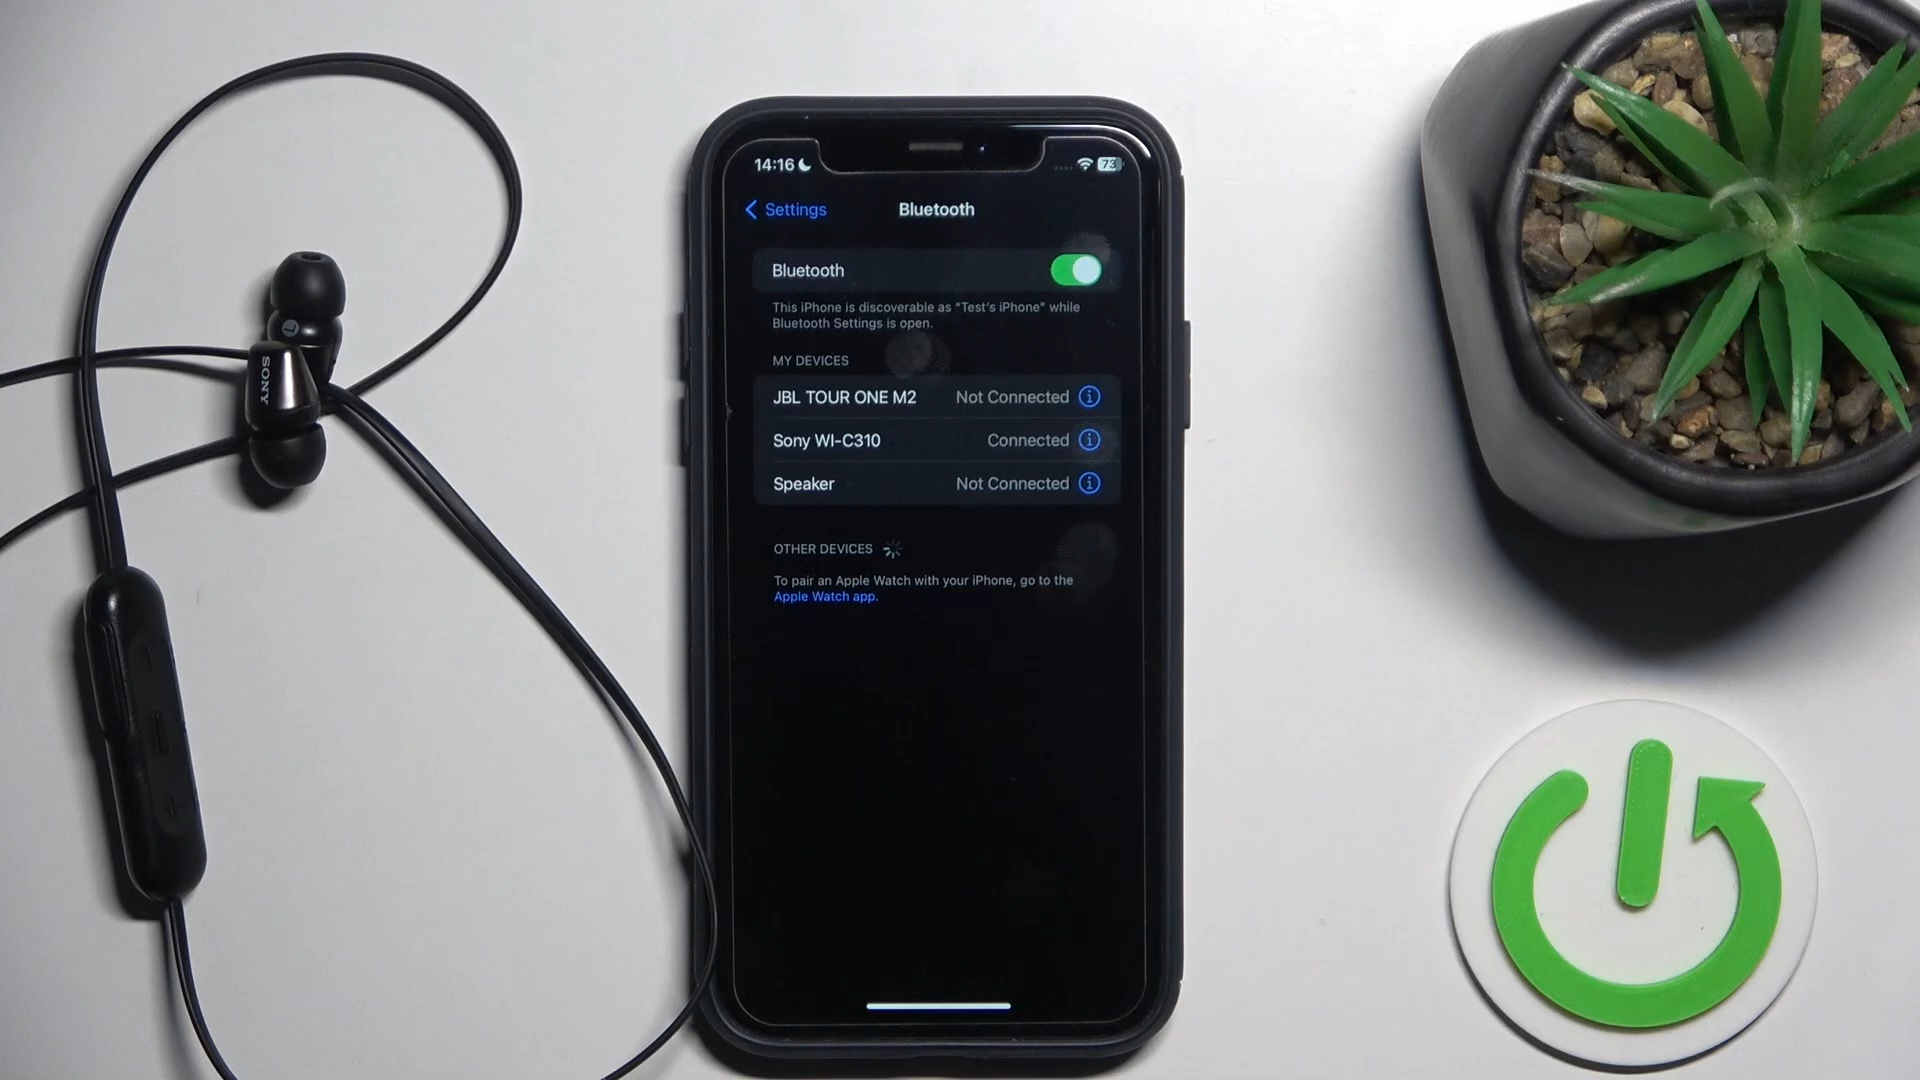 14:16
73
Settings
Bluetooth
Bluetooth
This iPhone is discoverable as “Test’s iPhone” while
Bluetooth Settings is open.
MY DEVICES
JBL TOUR ONE M2 Not Connected
Sony WI-C310 Connected
Speaker Not Connected
OTHER DEVICES
To pair an Apple Watch with your iPhone, go to the
Apple Watch app.
L
SONY